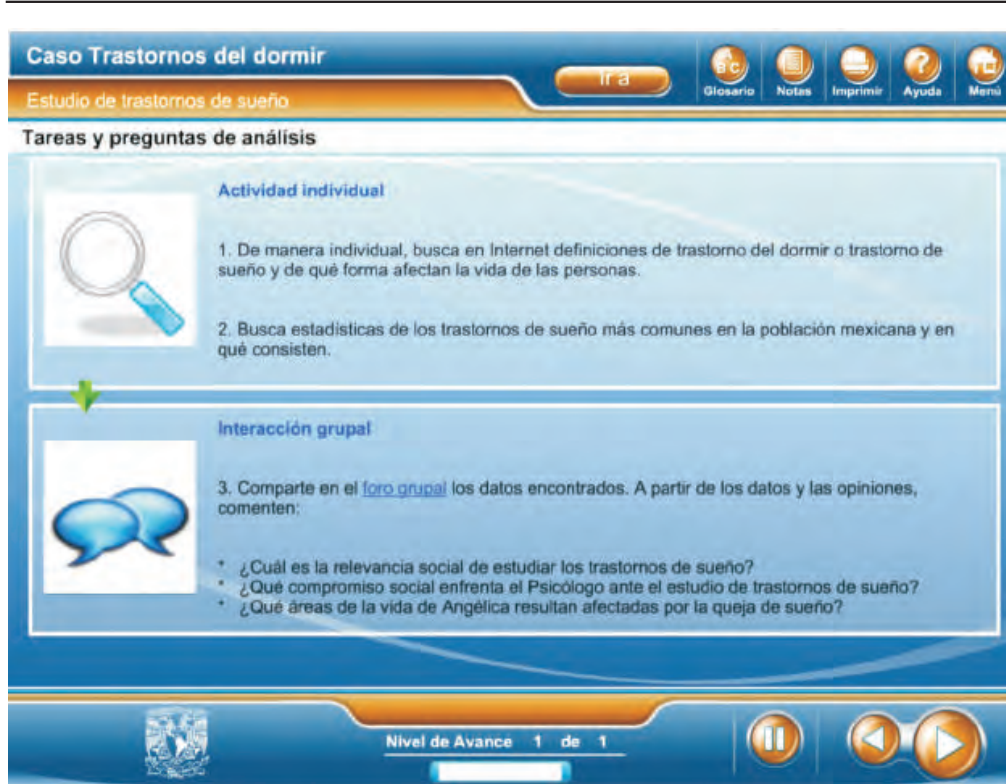 Caso Trastornos del dormir
Ir a
Glosario
Notas
Imprimir
Ayuda
Menú
Estudio de trastornos de sueño
Tareas y preguntas de análisis
Actividad individual
1. De manera individual, busca en Internet definiciones de trastorno del dormir o trastorno de
sueño y de qué forma afectan la vida de las personas.
2. Busca estadísticas de los trastornos de sueño más comunes en la población mexicana y en
qué consisten.
Interacción grupal
3. Comparte en el foro grupal los datos encontrados. A partir de los datos y las opiniones,
comenten:
* ¿Cuál es la relevancia social de estudiar los trastornos de sueño?
* ¿Qué compromiso social enfrenta el Psicólogo ante el estudio de trastornos de sueño?
* ¿Qué áreas de la vida de Angélica resultan afectadas por la queja de sueño?
Nivel de Avance 1 de 1